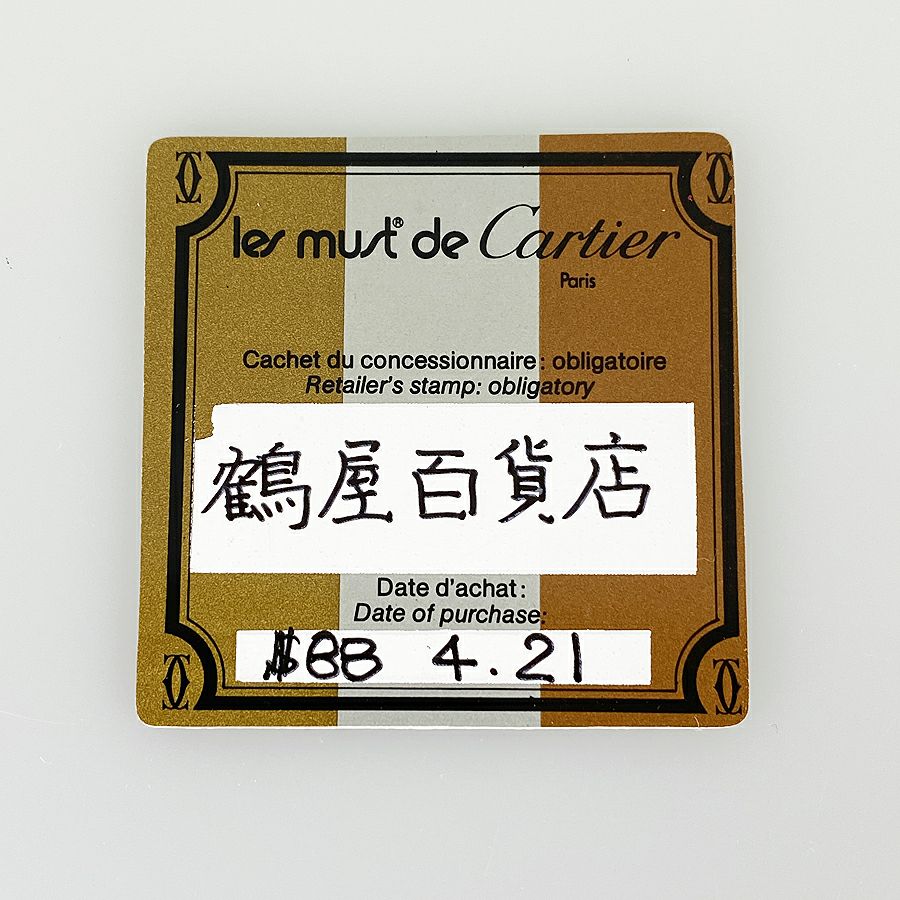 les must® de Cartier
Paris
Cachet du concessionnaire : obligatoire
Retailer's stamp: obligatory
鶴屋百貨店
Date d'achat :
Date of purchase:
88 4.21